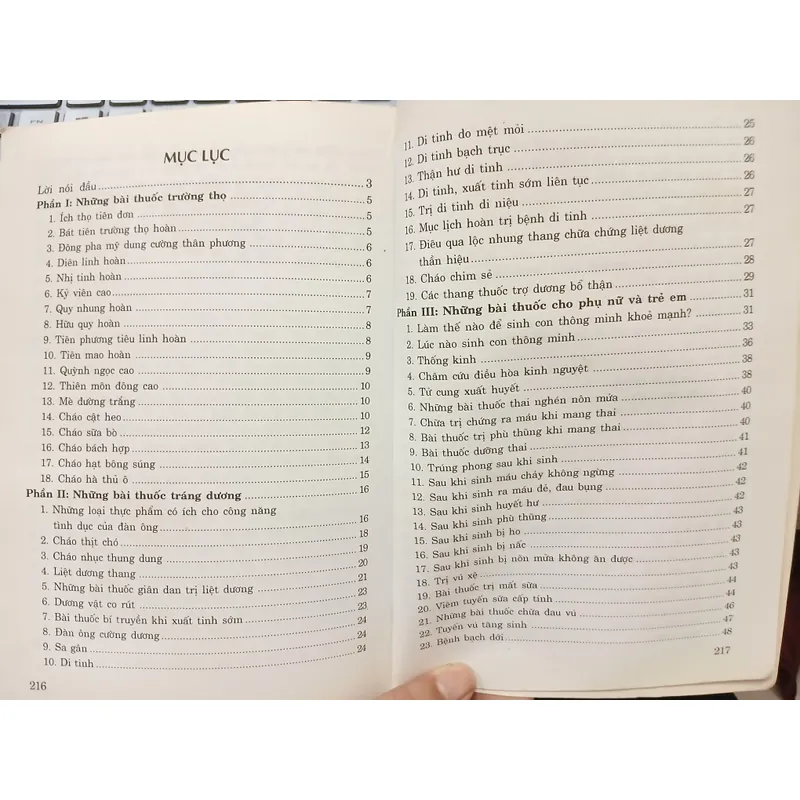 MỤC LỤC
Lời nói đầu 3
Phần I: Những bài thuốc trường thọ 5
1. Ích thọ tiên đơn 5
2. Bát tiên trường thọ hoàn 5
3. Đông pha mỹ dung cường thân phương 6
4. Diên linh hoàn 6
5. Nhị tinh hoàn 6
6. Kỷ viên cao 7
7. Quy nhung hoàn 7
8. Hữu quy hoàn 8
9. Tiên phương tiêu linh hoàn 8
10. Tiên mao hoàn 9
11. Quỳnh ngọc cao 9
12. Thiên môn đông cao 10
13. Mè đường trắng 10
14. Cháo cật heo 10
15. Cháo sữa bò 12
16. Cháo bách hợp 13
17. Cháo hạt bông súng 14
18. Cháo hà thủ ô 15
Phần II: Những bài thuốc tráng dương 16
1. Những loại thực phẩm có ích cho công năng
tình dục của đàn ông 16
2. Cháo thịt chó 18
3. Cháo nhục thung dung 19
4. Liệt dương thang 20
5. Những bài thuốc giân dan trị liệt dương 21
6. Dương vật co rút 23
7. Bài thuốc bí truyền khi xuất tinh sớm 23
8. Đàn ông cường dương 24
9. Sa gân 24
10. Di tinh 24
216
11. Di tinh do mệt mỏi 25
12. Di tinh bạch trục 26
13. Thận hư di tinh 26
14. Di tinh, xuất tinh sớm liên tục 26
15. Trị di tinh di niệu 27
16. Mục lịch hoàn trị bệnh di tinh 27
17. Diêu qua lộc nhung thang chữa chứng liệt dương
thần hiệu 27
18. Cháo chim sẻ 28
19. Các thang thuốc trợ dương bổ thận 29
Phần III: Những bài thuốc cho phụ nữ và trẻ em 31
1. Làm thế nào để sinh con thông minh khoẻ mạnh? 31
2. Lúc nào sinh con thông minh 33
3. Thống kinh 36
4. Châm cứu điều hòa kinh nguyệt 38
5. Tử cung xuất huyết 38
6. Những bài thuốc thai nghén nôn mửa 40
7. Chữa trị chứng ra máu khi mang thai 40
8. Bài thuốc trị phù thũng khi mang thai 40
9. Bài thuốc dưỡng thai 41
10. Trúng phong sau khi sinh 41
11. Sau khi sinh máu chảy không ngừng 42
12. Sau khi sinh ra máu đẻ, đau bụng 42
13. Sau khi sinh huyết hư 42
14. Sau khi sinh phù thũng 43
15. Sau khi sinh bị ho 43
16. Sau khi sinh bị nấc 43
17. Sau khi sinh bị nôn mửa không ăn được 43
18. Trị vú xệ 43
19. Bài thuốc trị mất sữa 44
20. Viêm tuyến sữa cấp tính 44
21. Những bài thuốc chữa đau vú 46
22. Tuyến vú tăng sinh 47
23. Bệnh bạch đới 48
217